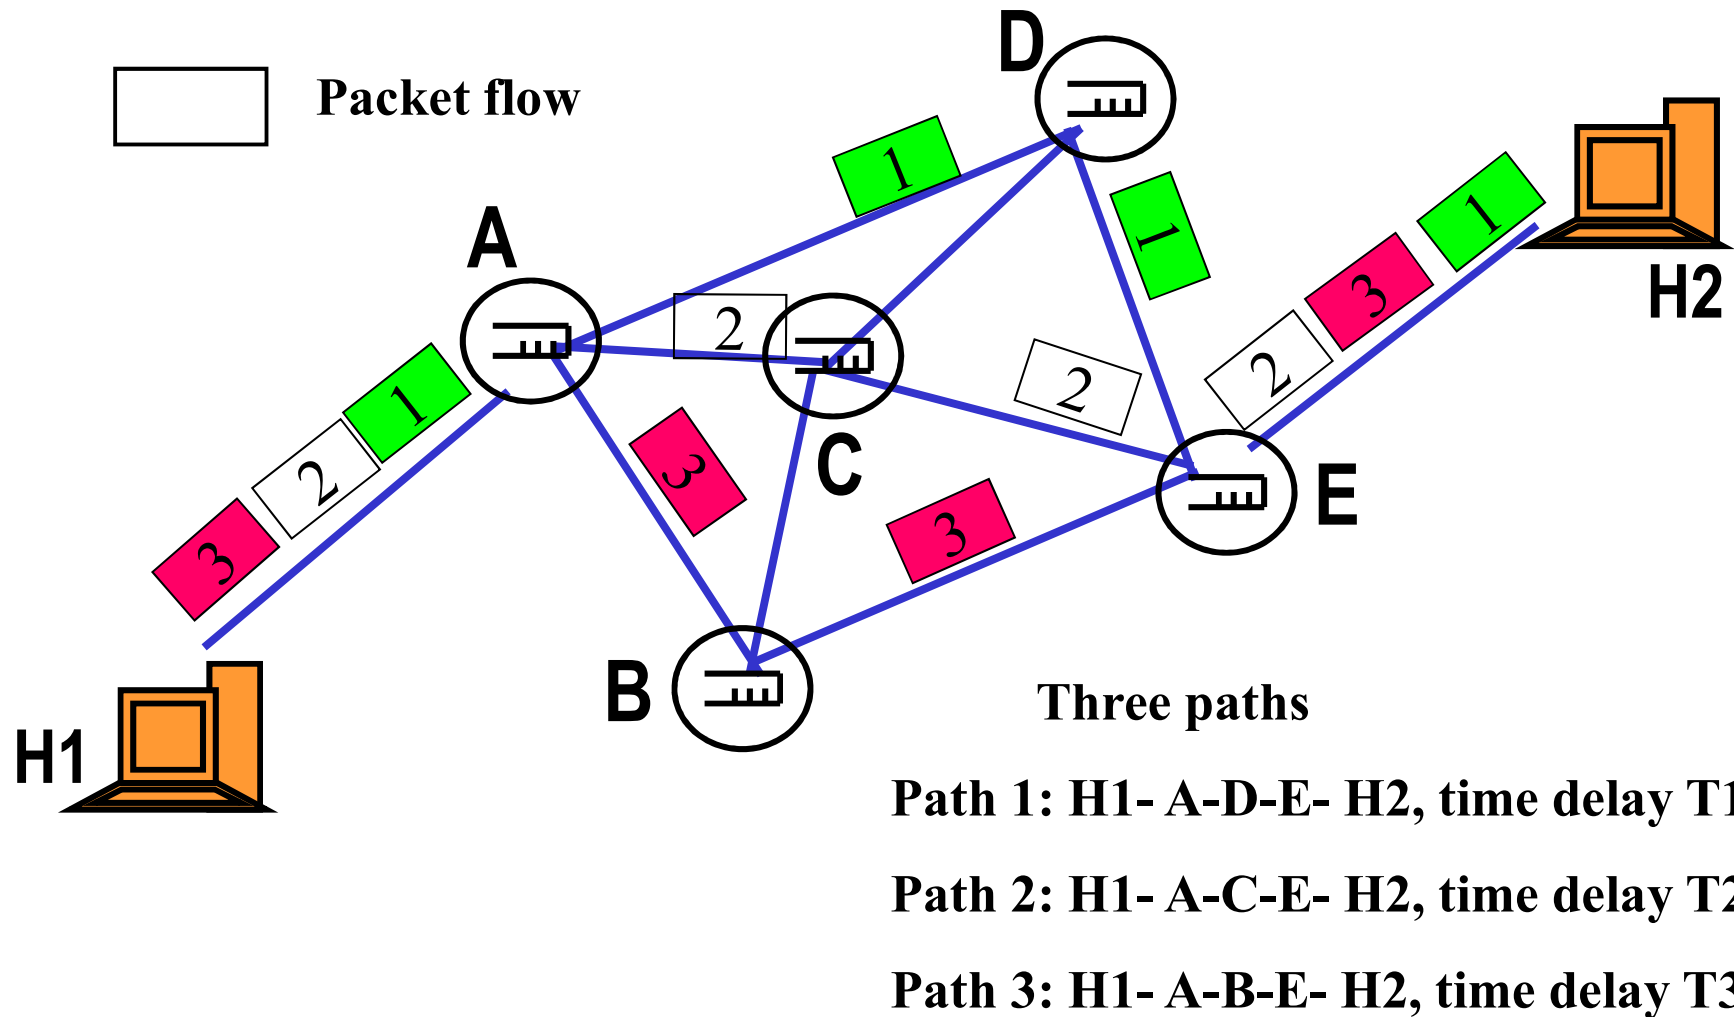 D
Packet flow
1
1
1
A
3
H2
2
2
1
2
2
C
3
E
3
3
B
Three paths
H1
Path 1: H1- A-D-E- H2, time delay T1
Path 2: H1- A-C-E- H2, time delay T2
Path 3: H1- A-B-E- H2, time delay T3